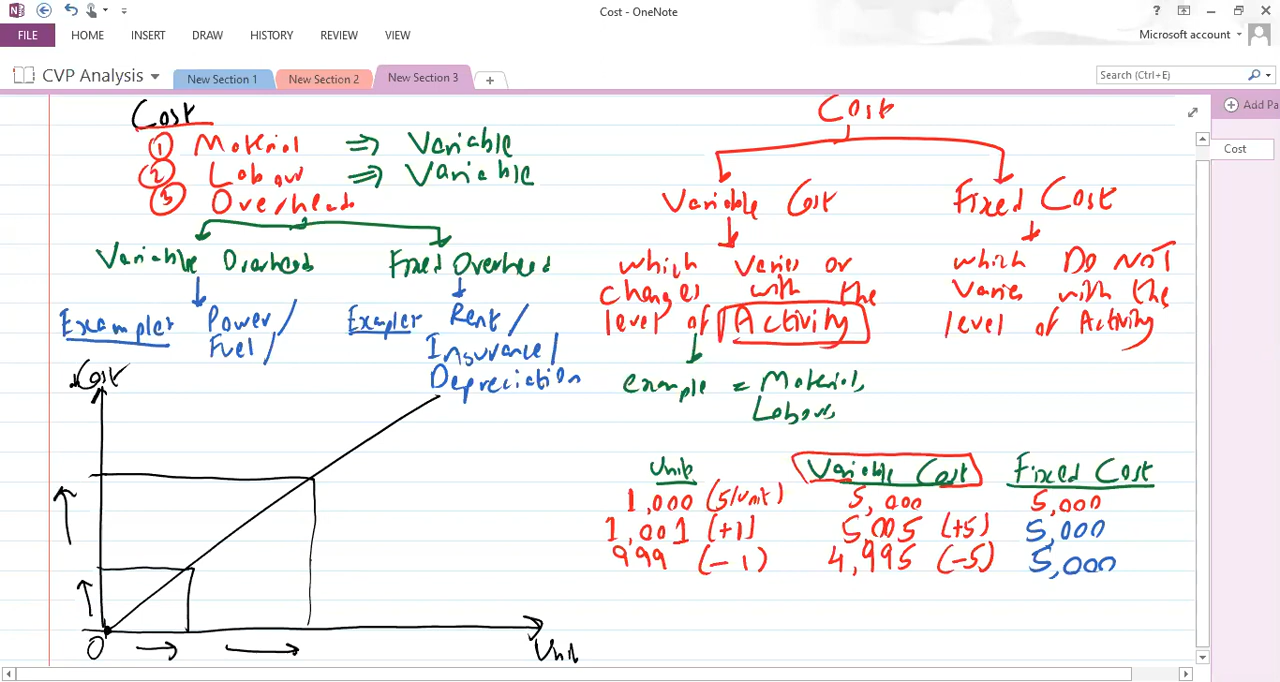 Cost - OneNote
FILE HOME INSERT DRAW HISTORY REVIEW VIEW
Microsoft account
CVP Analysis New Section 1 New Section 2 New Section 3 +
Search (Ctrl+E)
Add Pa
Cost
Cost
1 Material ⇒ Variable
2 Labour ⇒ Variable
3 Overheads
Variable Overheads Fixed Overheads
Examples Power/
Fuel/
Examples Rent/
Insurance/
Depreciation
Cost
0
Unit
Cost
Variable Cost Fixed Cost
which varies or
changes with the
level of Activity
which DO NOT
Varies with the
level of Activity
example = Material,
Labour,
Units Variable Cost Fixed Cost
1,000 (5/unit) 5,000 5,000
1,001 (+1) 5,005 (+5) 5,000
999 (-1) 4,995 (-5) 5,000